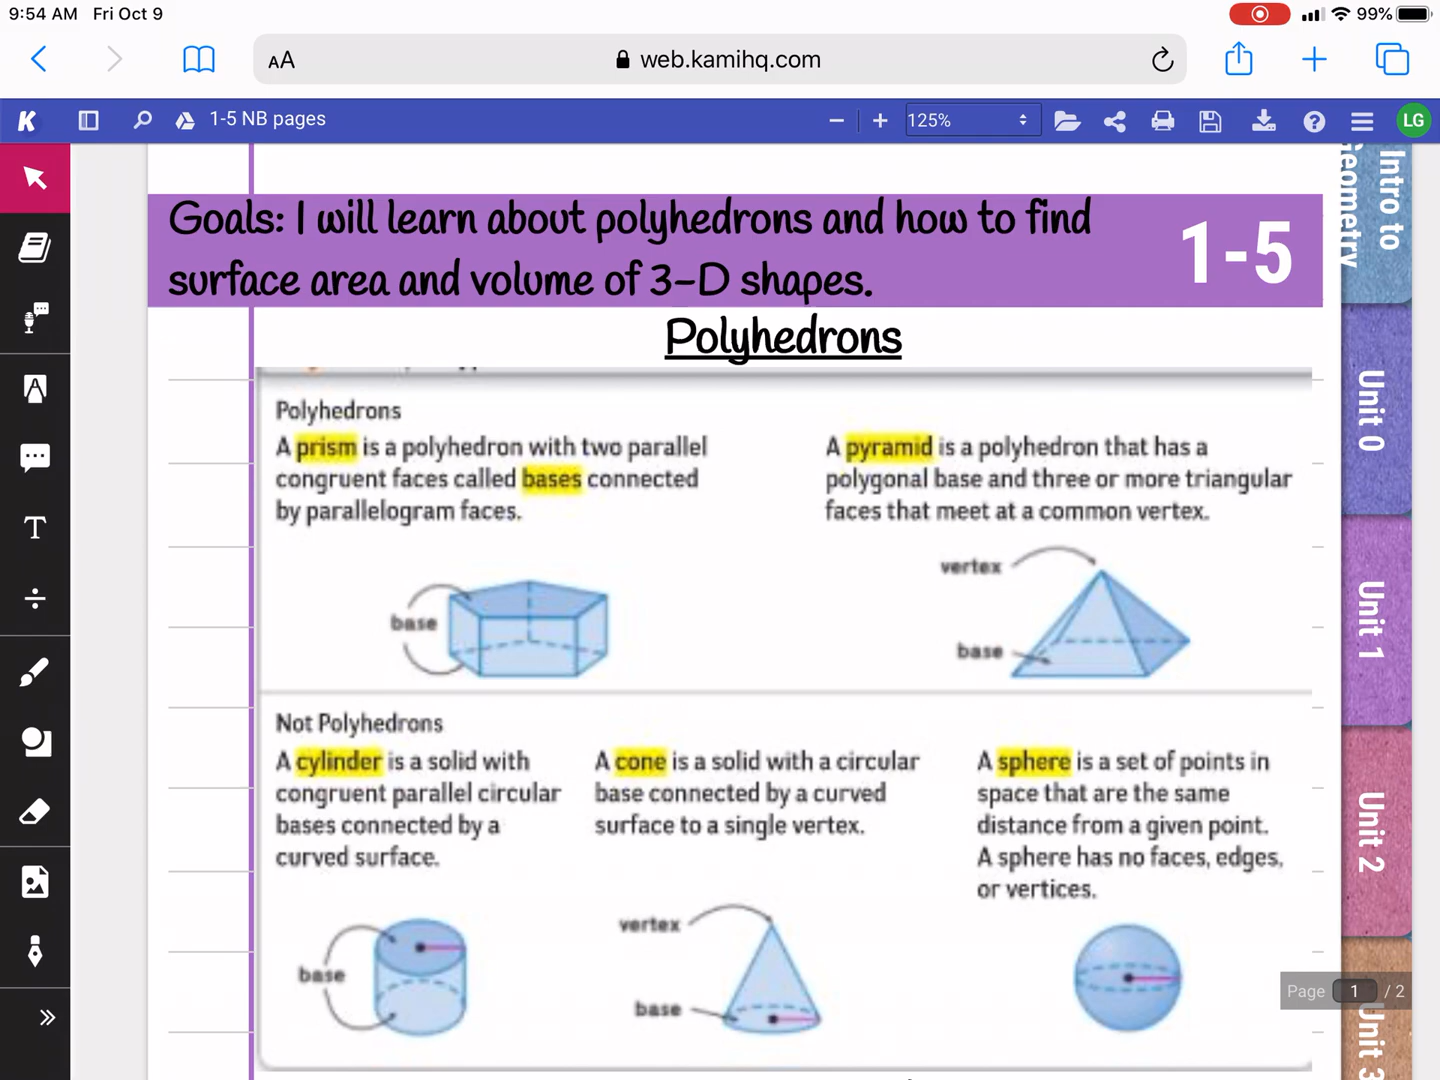 9:54 AM Fri Oct 9
99%
AA
web.kamihq.com
K
1-5 NB pages
125%
LG
Goals: I will learn about polyhedrons and how to find
surface area and volume of 3-D shapes.
1-5
Polyhedrons
Polyhedrons
A prism is a polyhedron with two parallel
congruent faces called bases connected
by parallelogram faces.
base
A pyramid is a polyhedron that has a
polygonal base and three or more triangular
faces that meet at a common vertex.
vertex
base
Not Polyhedrons
A cylinder is a solid with
congruent parallel circular
bases connected by a
curved surface.
base
A cone is a solid with a circular
base connected by a curved
surface to a single vertex.
vertex
base
A sphere is a set of points in
space that are the same
distance from a given point.
A sphere has no faces, edges,
or vertices.
Intro to
Geometry
Unit 0
Unit 1
Unit 2
Unit 3
Page 1 / 2